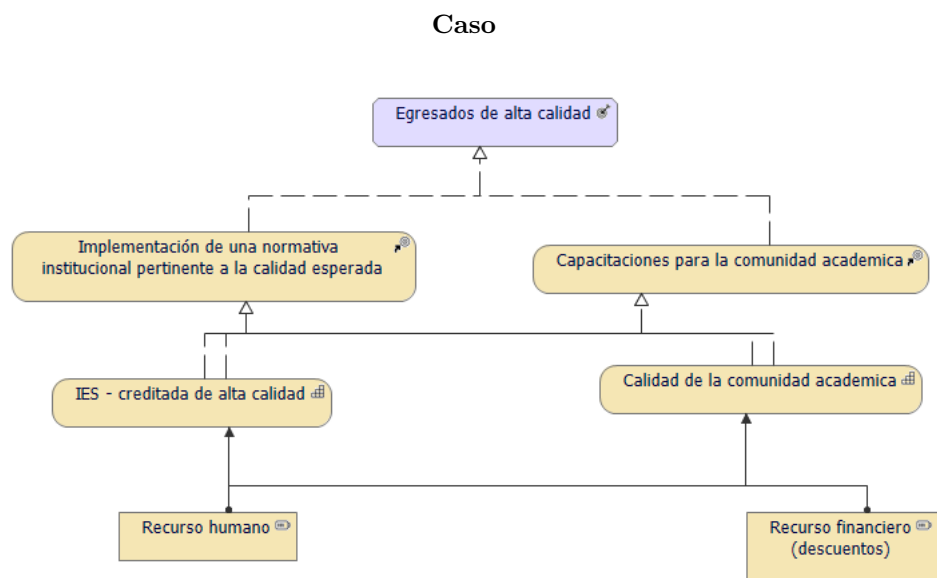 Caso
Egresados de alta calidad
Implementación de una normativa
institucional pertinente a la calidad esperada
Capacitaciones para la comunidad academica
IES - creditada de alta calidad
Calidad de la comunidad academica
Recurso humano
Recurso financiero
(descuentos)